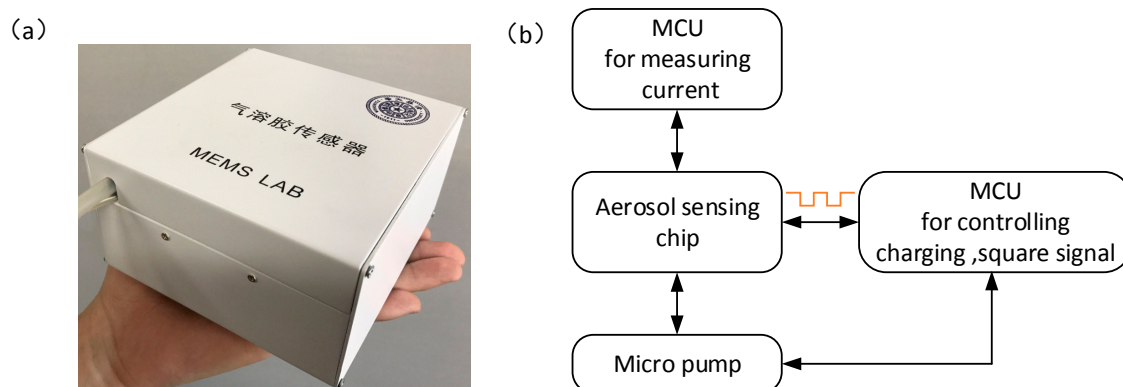 (a)
气溶胶传感器
MEMS LAB
(b)
MCU
for measuring
current
Aerosol sensing
chip
MCU
for controlling
charging ,square signal
Micro pump